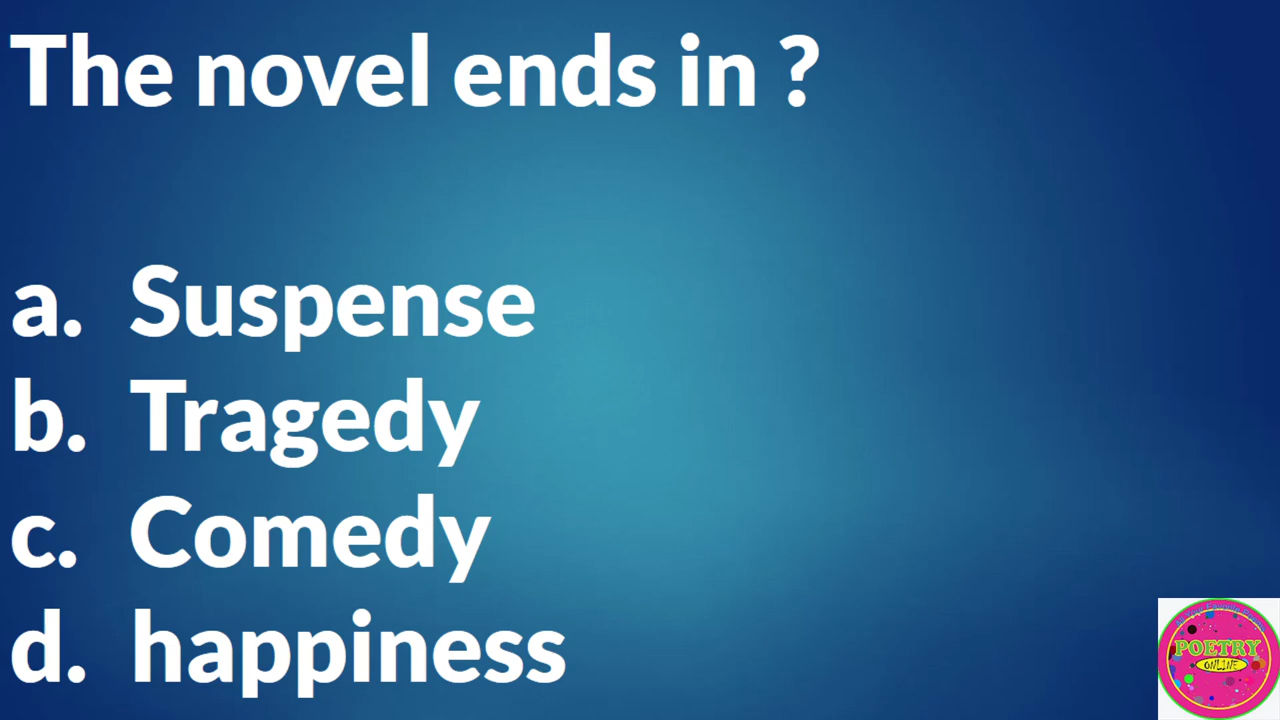 The novel ends in ?
a. Suspense
b. Tragedy
c. Comedy
d. happiness
POETRY
ONLINE